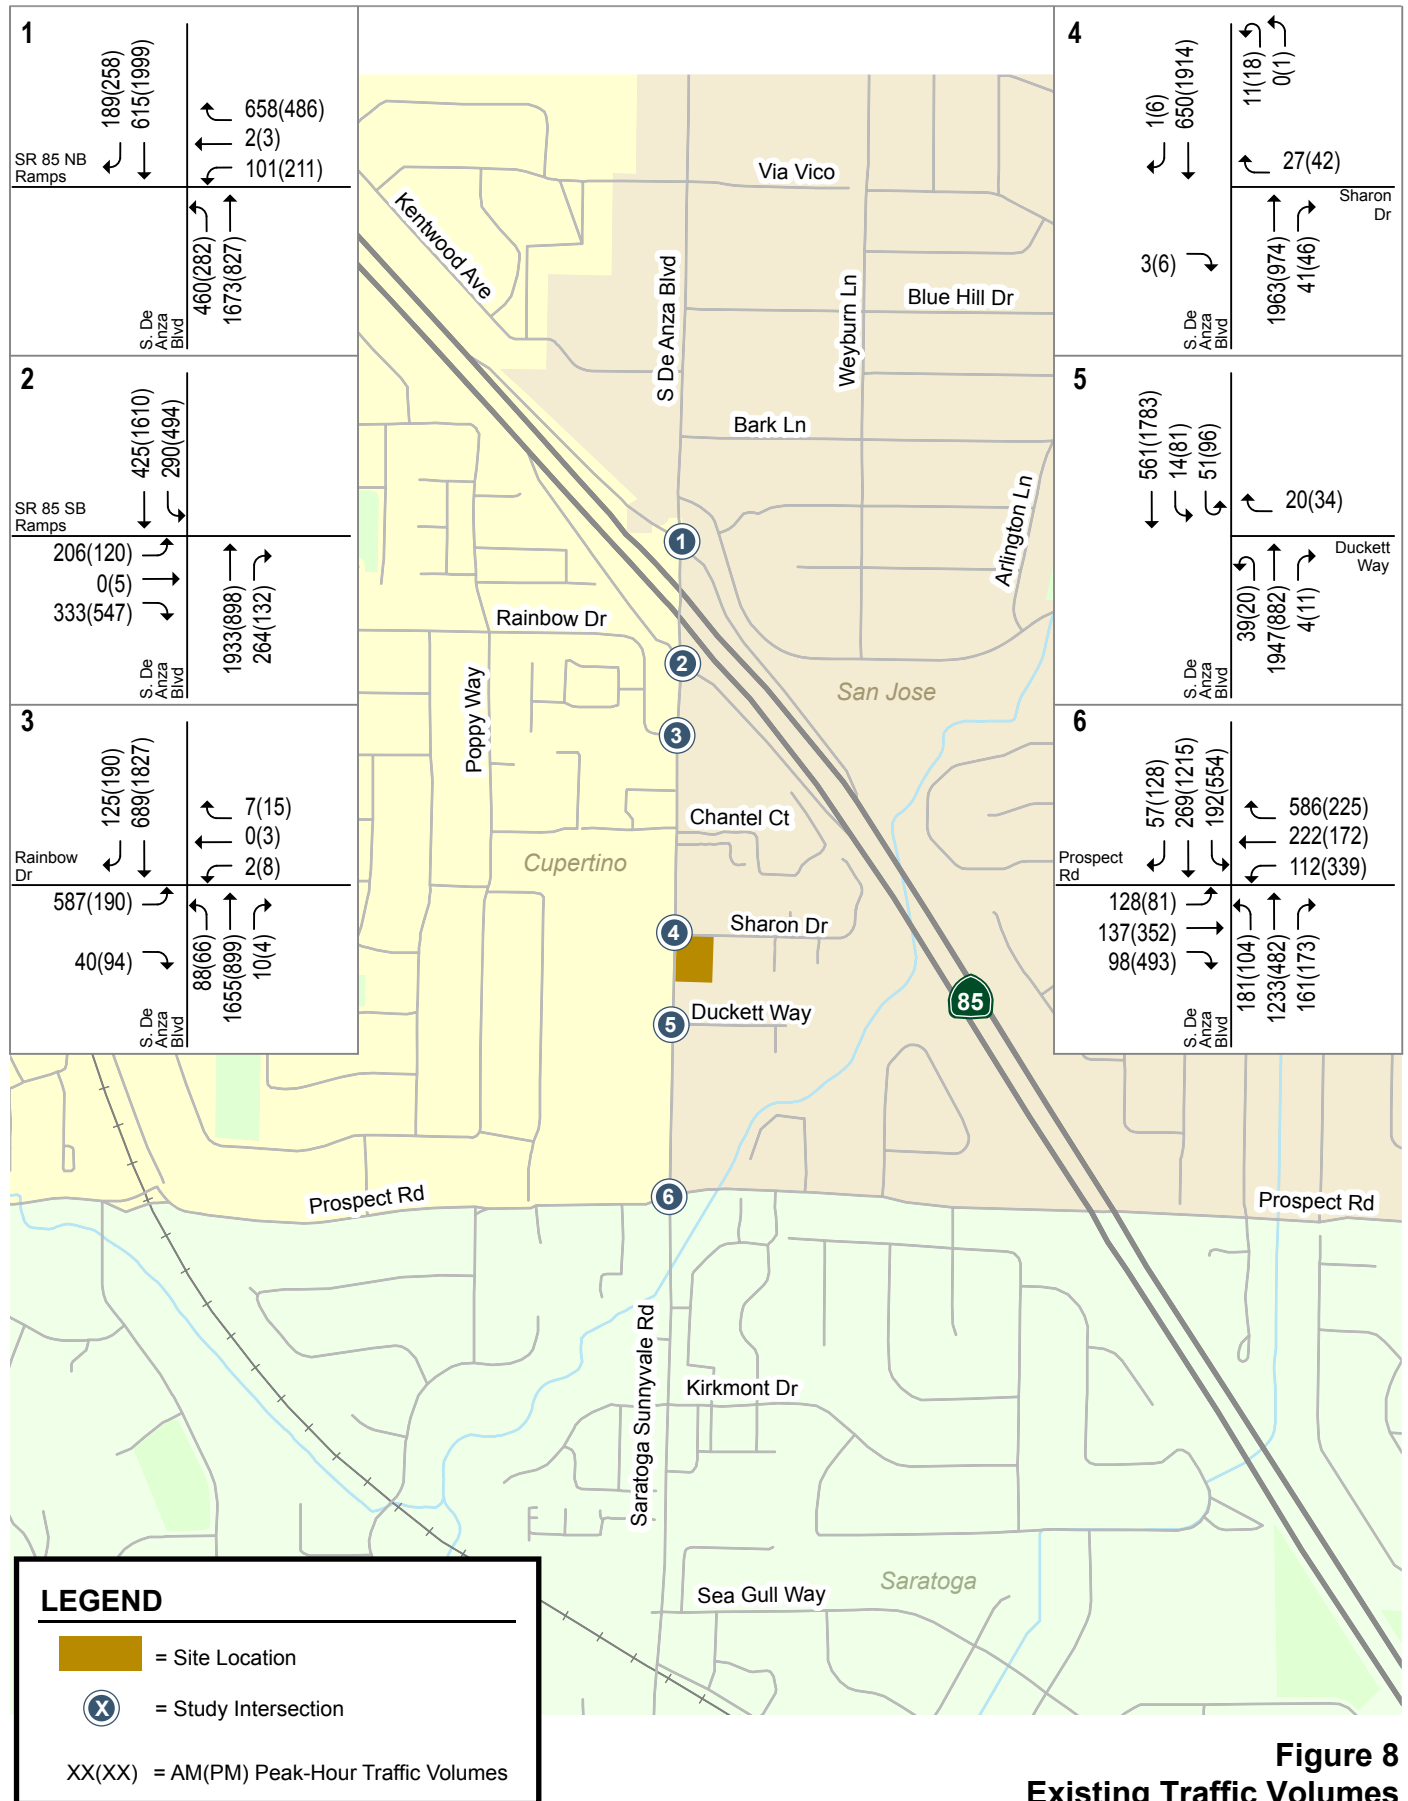 1
189(258)
615(1999)
658(486)
2(3)
101(211)
SR 85 NB
Ramps
460(282)
1673(827)
S. De
Anza
Blvd
2
425(1610)
290(494)
SR 85 SB
Ramps
206(120)
0(5)
333(547)
1933(898)
264(132)
S. De
Anza
Blvd
3
125(190)
689(1827)
7(15)
0(3)
2(8)
Rainbow
Dr
587(190)
40(94)
88(66)
1655(899)
10(4)
S. De
Anza
Blvd
4
1(6)
650(1914)
11(18)
0(1)
27(42)
Sharon
Dr
3(6)
1963(974)
41(46)
S. De
Anza
Blvd
5
561(1783)
14(81)
51(96)
20(34)
Duckett
Way
39(20)
1947(882)
4(11)
S. De
Anza
Blvd
6
57(128)
269(1215)
192(554)
586(225)
222(172)
112(339)
Prospect
Rd
128(81)
137(352)
98(493)
181(104)
1233(482)
161(173)
S. De
Anza
Blvd
Via Vico
Kentwood Ave
S De Anza Blvd
Weyburn Ln
Blue Hill Dr
Bark Ln
Arlington Ln
1
Rainbow Dr
2
San Jose
Poppy Way
3
Chantel Ct
Cupertino
4
Sharon Dr
85
5
Duckett Way
6
Prospect Rd
Prospect Rd
Saratoga Sunnyvale Rd
Kirkmont Dr
Saratoga
Sea Gull Way
LEGEND
= Site Location
X
= Study Intersection
XX(XX) = AM(PM) Peak-Hour Traffic Volumes
Figure 8
Existing Traffic Volumes